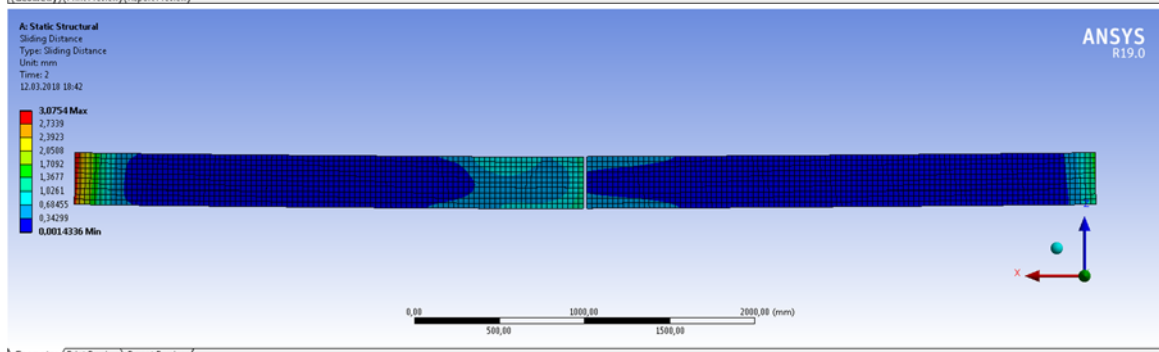 A: Static Structural
Sliding Distance
Type: Sliding Distance
Unit: mm
Time: 2
12.03.2018 18:42
ANSYS
R19.0
3,0754 Max
2,7339
2,3923
2,0508
1,7092
1,3677
1,0261
0,68455
0,34299
0,0014336 Min
X
Z
0,00 1000,00 2000,00 (mm)
500,00 1500,00